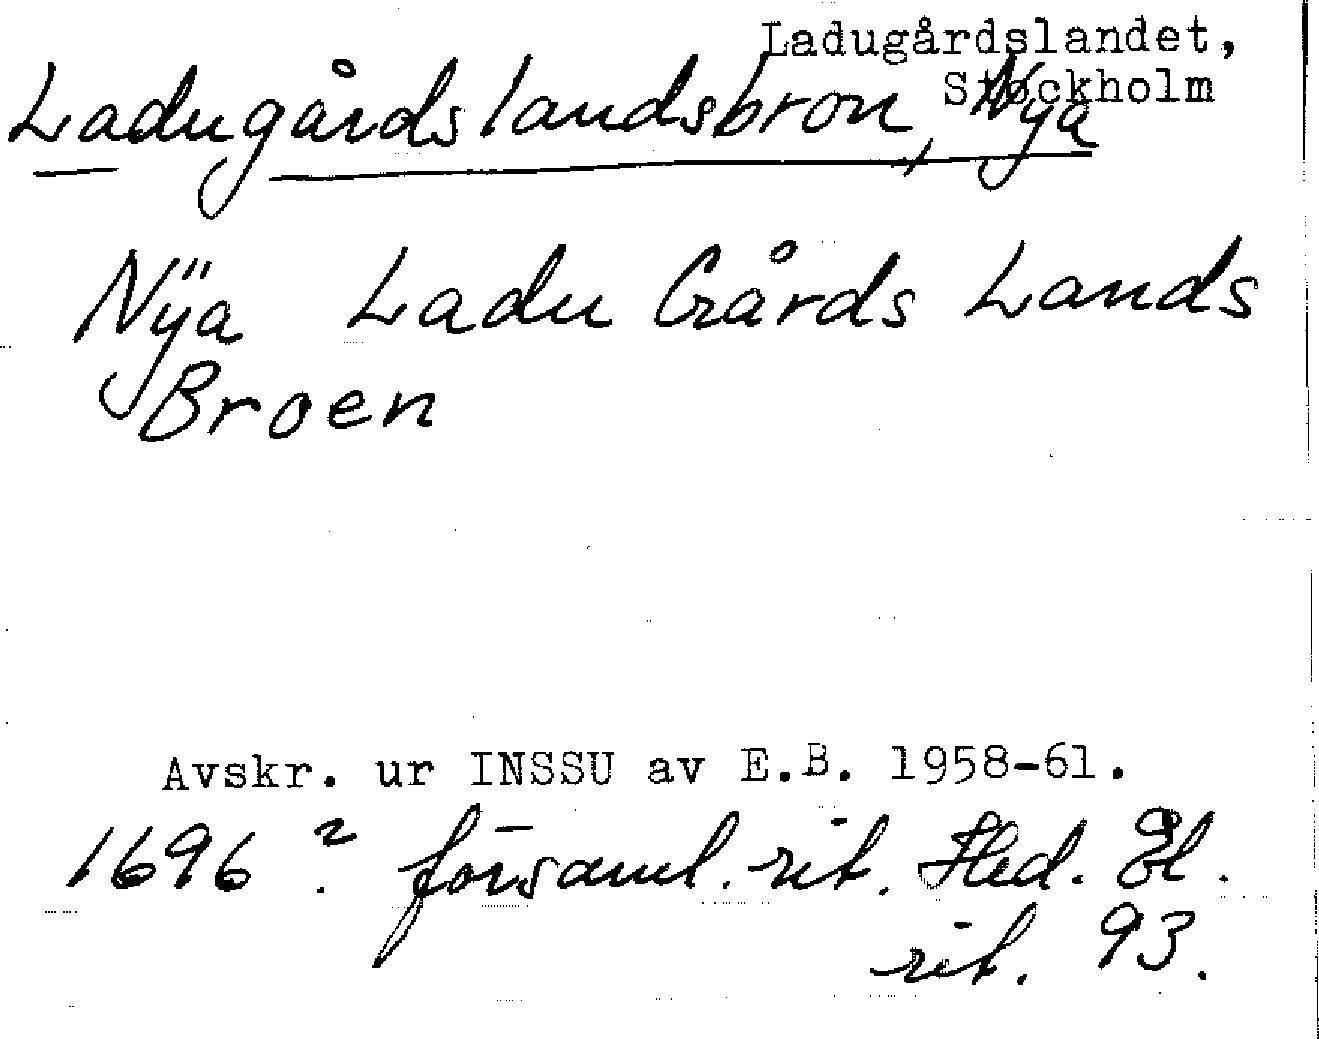 Ladugårdslandet,
Stockholm
Ladugårdslandsbron, Nya
Nÿa Ladu Gårds Lands
Broen
Avskr. ur INSSU av E.B. 1958-61.
1696? församl. rit. Hed. El.
rit. 93.